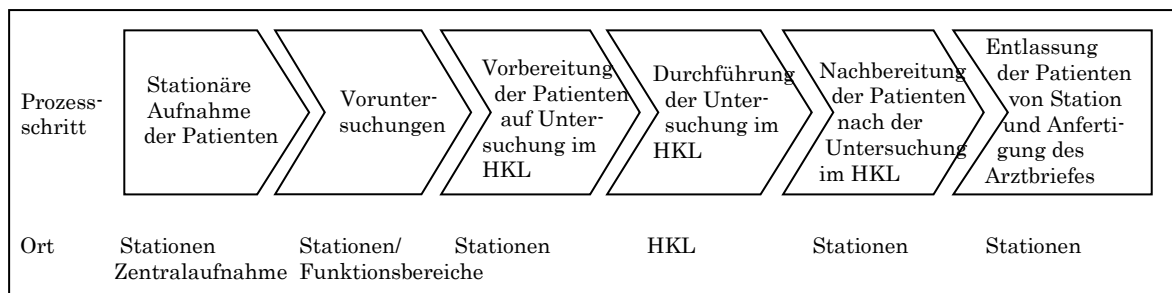 Prozess-
schritt
Stationäre
Aufnahme
der Patienten
Vorunter-
suchungen
Vorbereitung
der Patienten
auf Unter-
suchung im
HKL
Durchführung
der Unter-
suchung im
HKL
Nachbereitung
der Patienten
nach der
Untersuchung
im HKL
Entlassung
der Patienten
von Station
und Anferti-
gung des
Arztbriefes
Ort
Stationen
Zentralaufnahme
Stationen/
Funktionsbereiche
Stationen
HKL
Stationen
Stationen